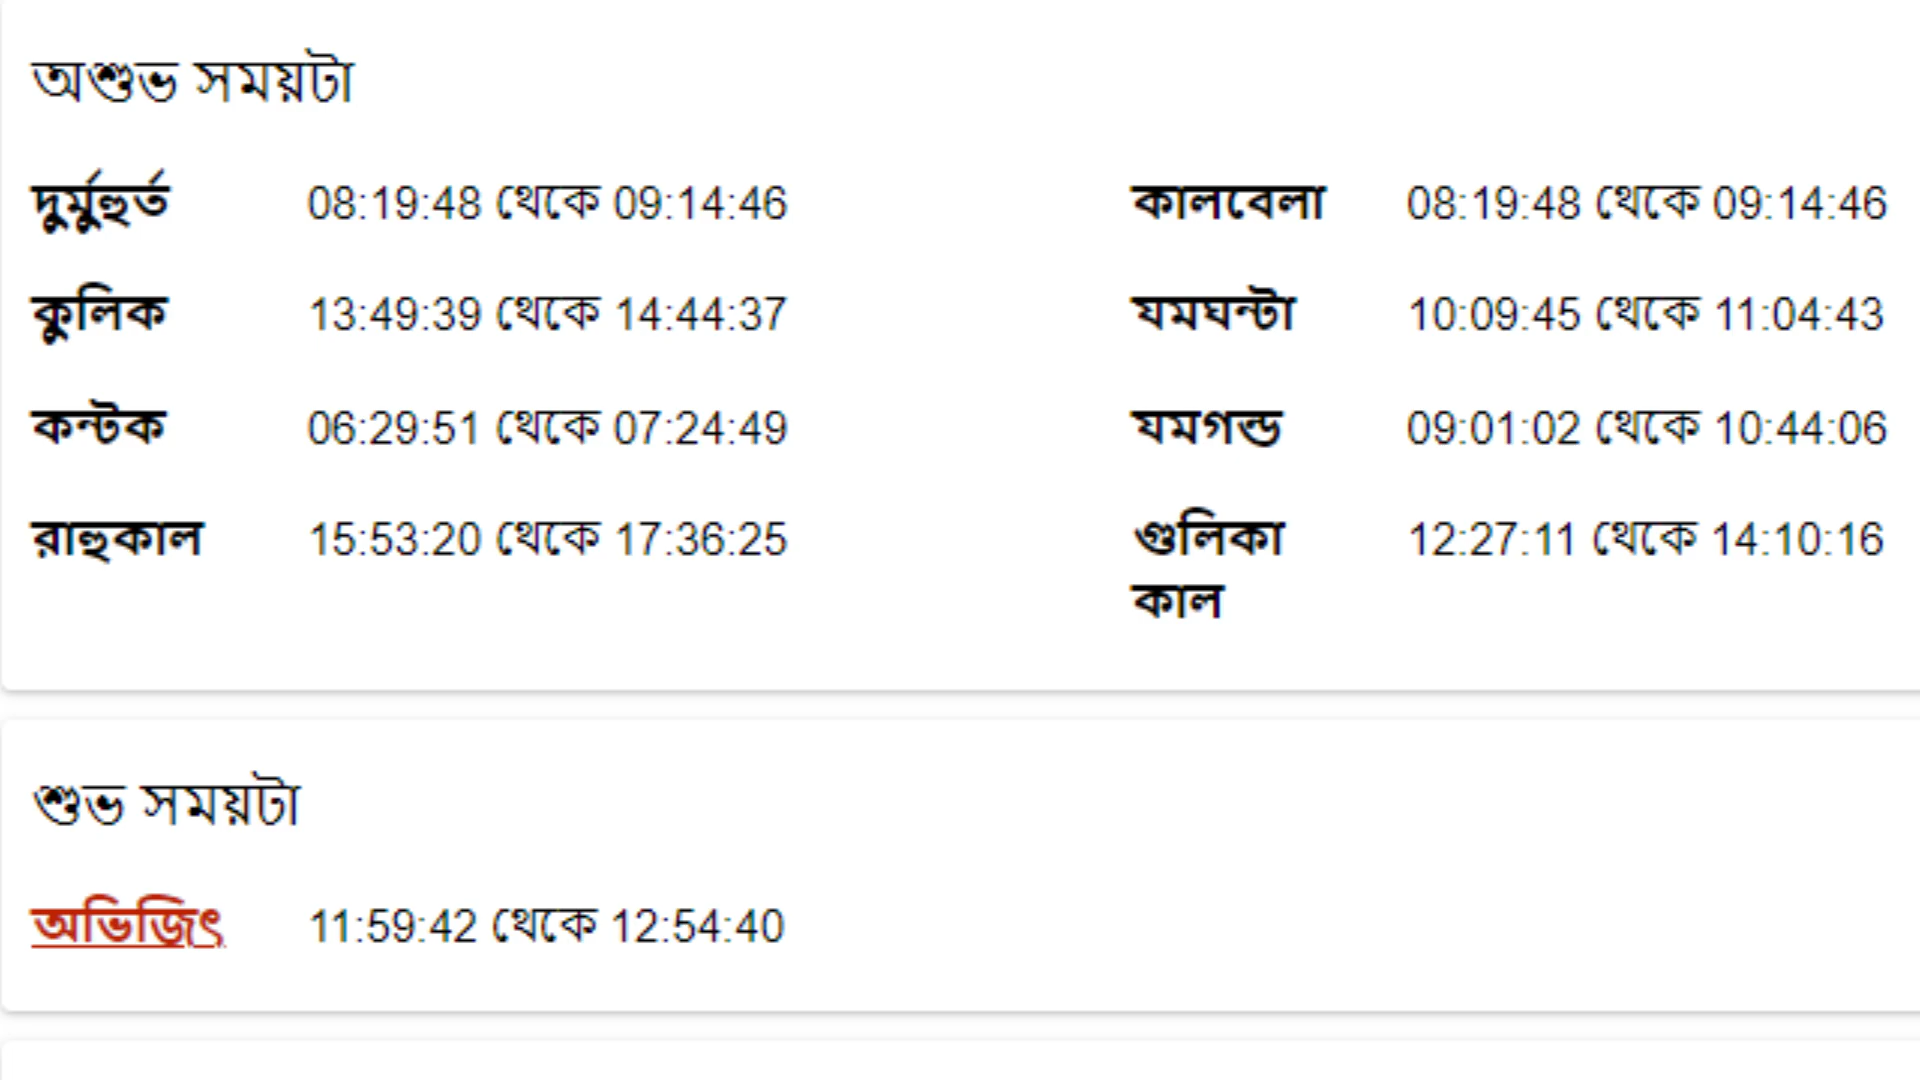 অশুভ সময়টা
দুর্মুহুর্ত 08:19:48 থেকে 09:14:46 কালবেলা 08:19:48 থেকে 09:14:46
কুলিক 13:49:39 থেকে 14:44:37 যমঘন্টা 10:09:45 থেকে 11:04:43
কন্টক 06:29:51 থেকে 07:24:49 যমগন্ড 09:01:02 থেকে 10:44:06
রাহুকাল 15:53:20 থেকে 17:36:25 গুলিকা 12:27:11 থেকে 14:10:16
কাল
শুভ সময়টা
অভিজিৎ 11:59:42 থেকে 12:54:40